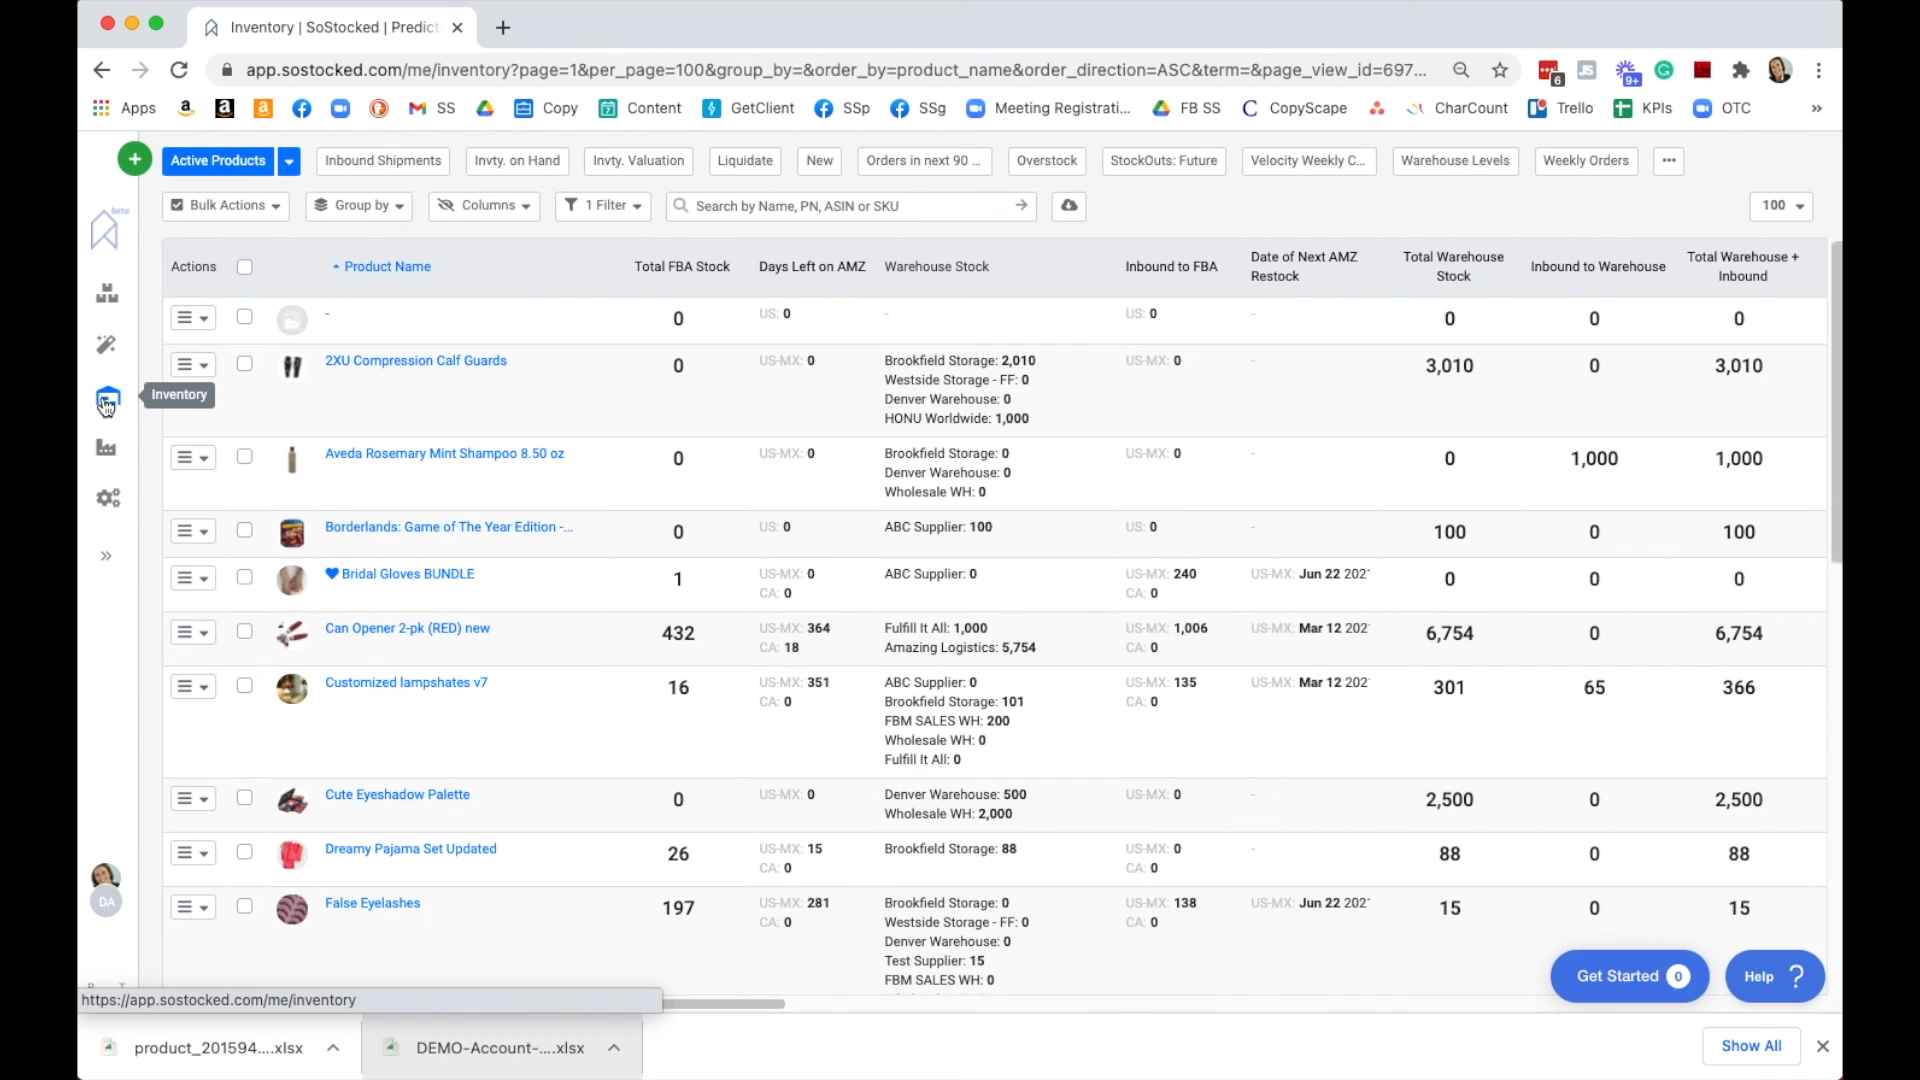 Inventory | SoStocked | Predict
app.sostocked.com/me/inventory?page=1&per_page=100&group_by=&order_by=product_name&order_direction=ASC&term=&page_view_id=697...
6
JS
9+
Apps
SS
Copy
7
Content
GetClient
SSp
SSg
Meeting Registrati...
FB SS
CopyScape
CharCount
Trello
KPIs
OTC
»
Active Products
Inbound Shipments
Invty. on Hand
Invty. Valuation
Liquidate
New
Orders in next 90 ...
Overstock
StockOuts: Future
Velocity Weekly C...
Warehouse Levels
Weekly Orders
Bulk Actions
Group by
Columns
1 Filter
Search by Name, PN, ASIN or SKU
100
beta
Inventory
DA
Actions Product Name Total FBA Stock Days Left on AMZ Warehouse Stock Inbound to FBA Date of Next AMZ Restock Total Warehouse Stock Inbound to Warehouse Total Warehouse + Inbound
- 0 US: 0 - US: 0 - 0 0 0
2XU Compression Calf Guards 0 US-MX: 0 Brookfield Storage: 2,010 US-MX: 0 - 3,010 0 3,010
Westside Storage - FF: 0
Denver Warehouse: 0
HONU Worldwide: 1,000
Aveda Rosemary Mint Shampoo 8.50 oz 0 US-MX: 0 Brookfield Storage: 0 US-MX: 0 - 0 1,000 1,000
Denver Warehouse: 0
Wholesale WH: 0
Borderlands: Game of The Year Edition -... 0 US: 0 ABC Supplier: 100 US: 0 - 100 0 100
Bridal Gloves BUNDLE 1 US-MX: 0 ABC Supplier: 0 US-MX: 240 US-MX: Jun 22 202 0 0 0
CA: 0 CA: 0
Can Opener 2-pk (RED) new 432 US-MX: 364 Fulfill It All: 1,000 US-MX: 1,006 US-MX: Mar 12 202 6,754 0 6,754
CA: 18 Amazing Logistics: 5,754 CA: 0
Customized lampshates v7 16 US-MX: 351 ABC Supplier: 0 US-MX: 135 US-MX: Mar 12 202 301 65 366
CA: 0 Brookfield Storage: 101 CA: 0
FBM SALES WH: 200
Wholesale WH: 0
Fulfill It All: 0
Cute Eyeshadow Palette 0 US-MX: 0 Denver Warehouse: 500 US-MX: 0 - 2,500 0 2,500
Wholesale WH: 2,000
Dreamy Pajama Set Updated 26 US-MX: 15 Brookfield Storage: 88 US-MX: 0 - 88 0 88
CA: 0 CA: 0
False Eyelashes 197 US-MX: 281 Brookfield Storage: 0 US-MX: 138 US-MX: Jun 22 202 15 0 15
CA: 0 Westside Storage - FF: 0 CA: 0
Denver Warehouse: 0
Test Supplier: 15
FBM SALES WH: 0
Get Started 0
Help ?
https://app.sostocked.com/me/inventory
product_201594....xlsx
DEMO-Account-....xlsx
Show All